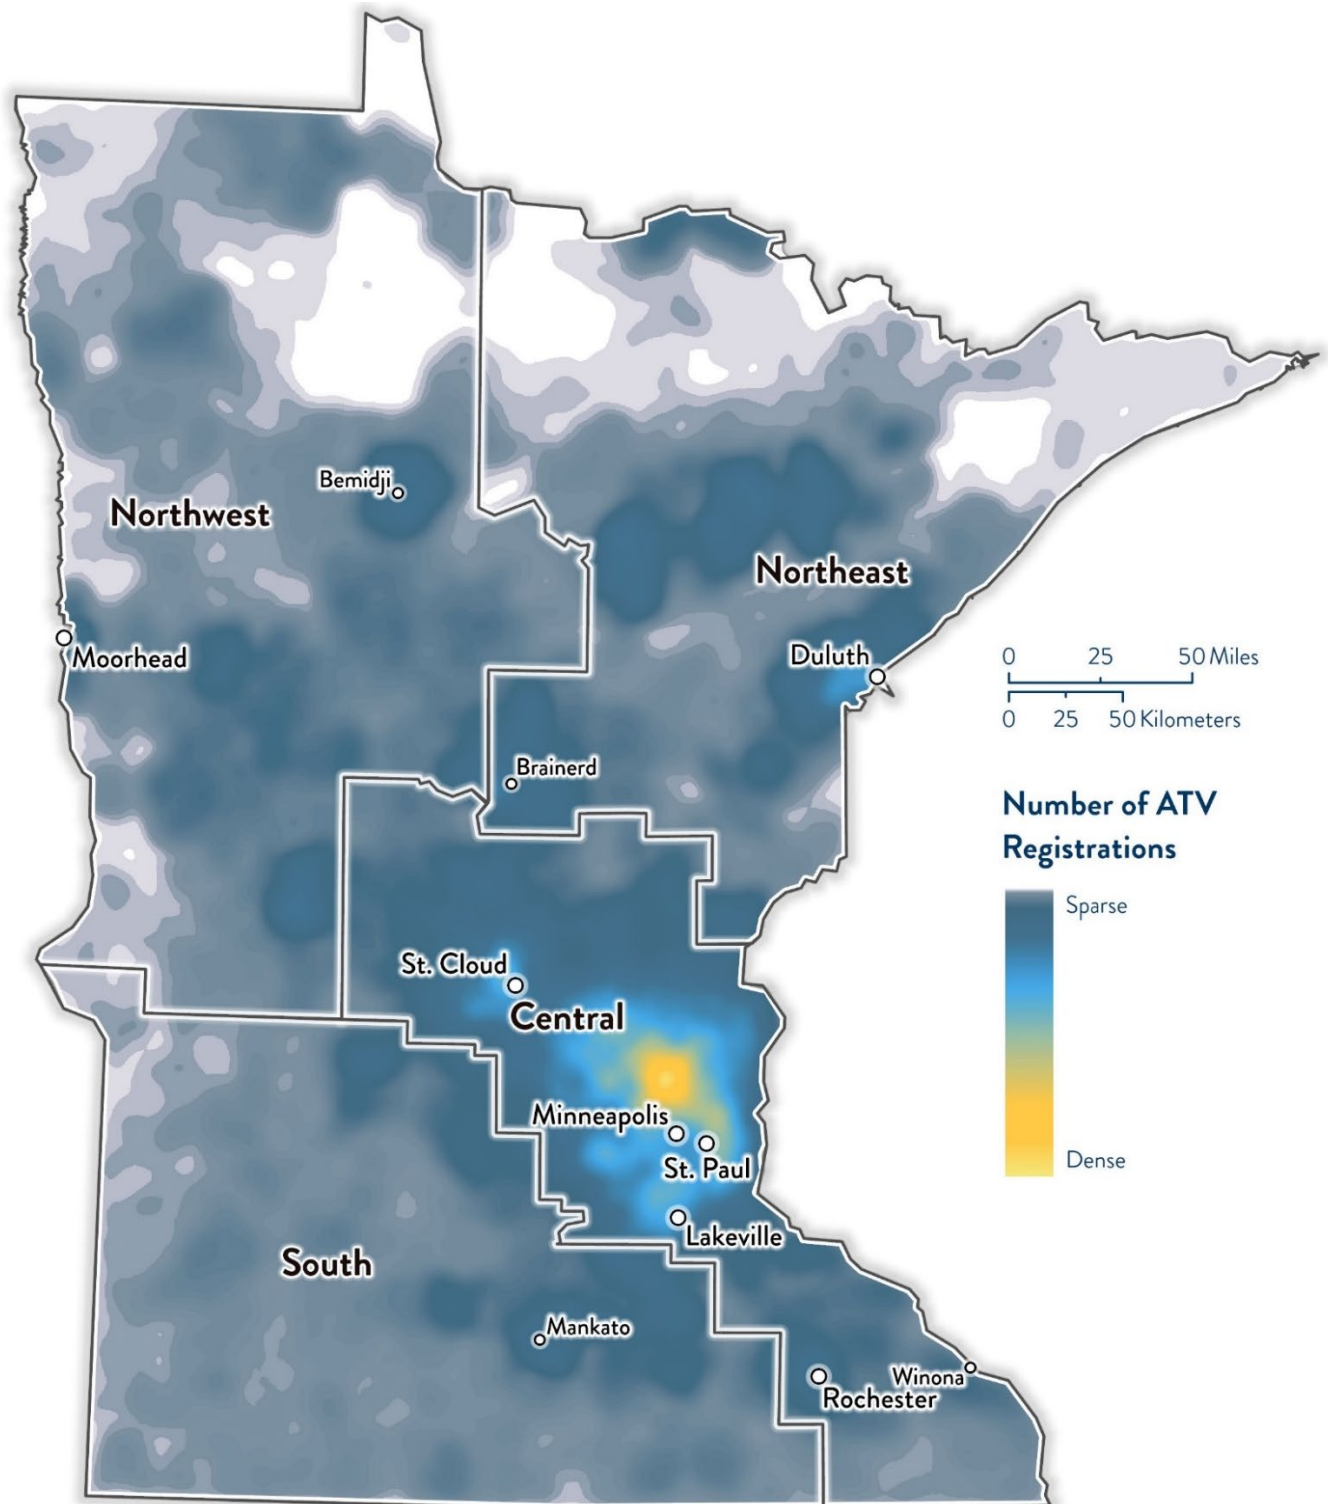 Bemidji
Northwest
Northeast
Moorhead
Duluth
0 25 50 Miles
0 25 50 Kilometers
Brainerd
Number of ATV
Registrations
Sparse
Dense
St. Cloud
Central
Minneapolis
St. Paul
Lakeville
South
Mankato
Winona
Rochester